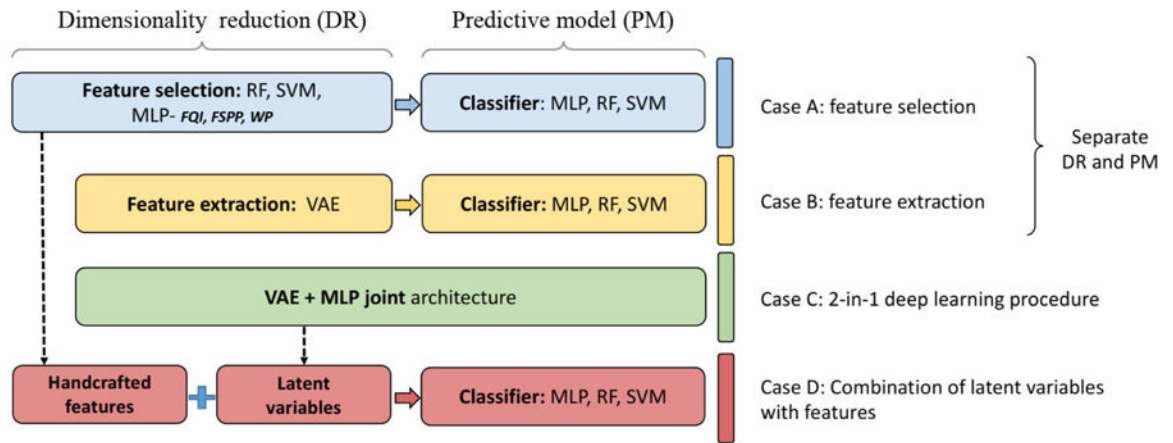 Dimensionality reduction (DR)
Predictive model (PM)
Feature selection: RF, SVM,
MLP- FQI, FSPP, WP
Classifier: MLP, RF, SVM
Case A: feature selection
Separate
DR and PM
Feature extraction: VAE
Classifier: MLP, RF, SVM
Case B: feature extraction
VAE + MLP joint architecture
Case C: 2-in-1 deep learning procedure
Handcrafted
features
Latent
variables
Classifier: MLP, RF, SVM
Case D: Combination of latent variables
with features